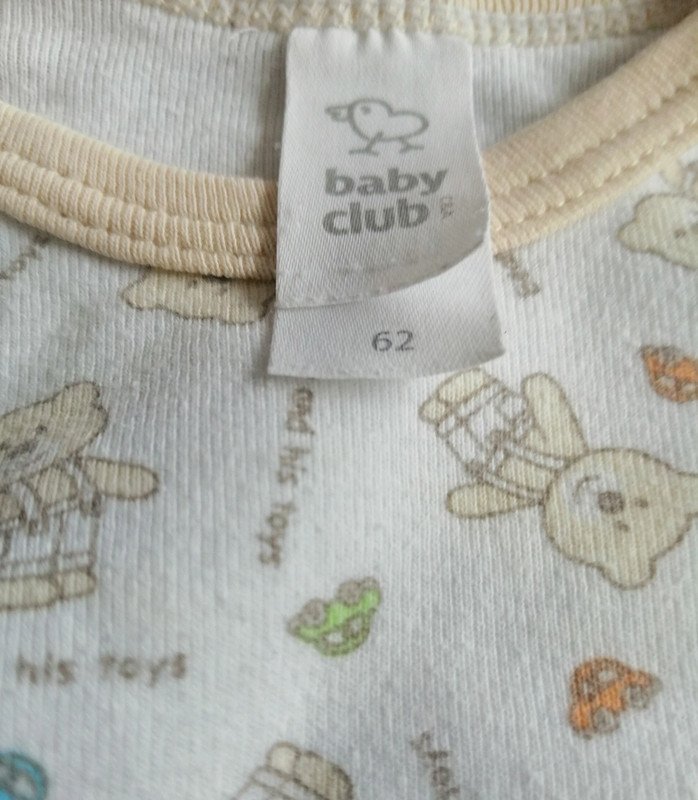 baby
club
C&A
62
and his toys
his toys